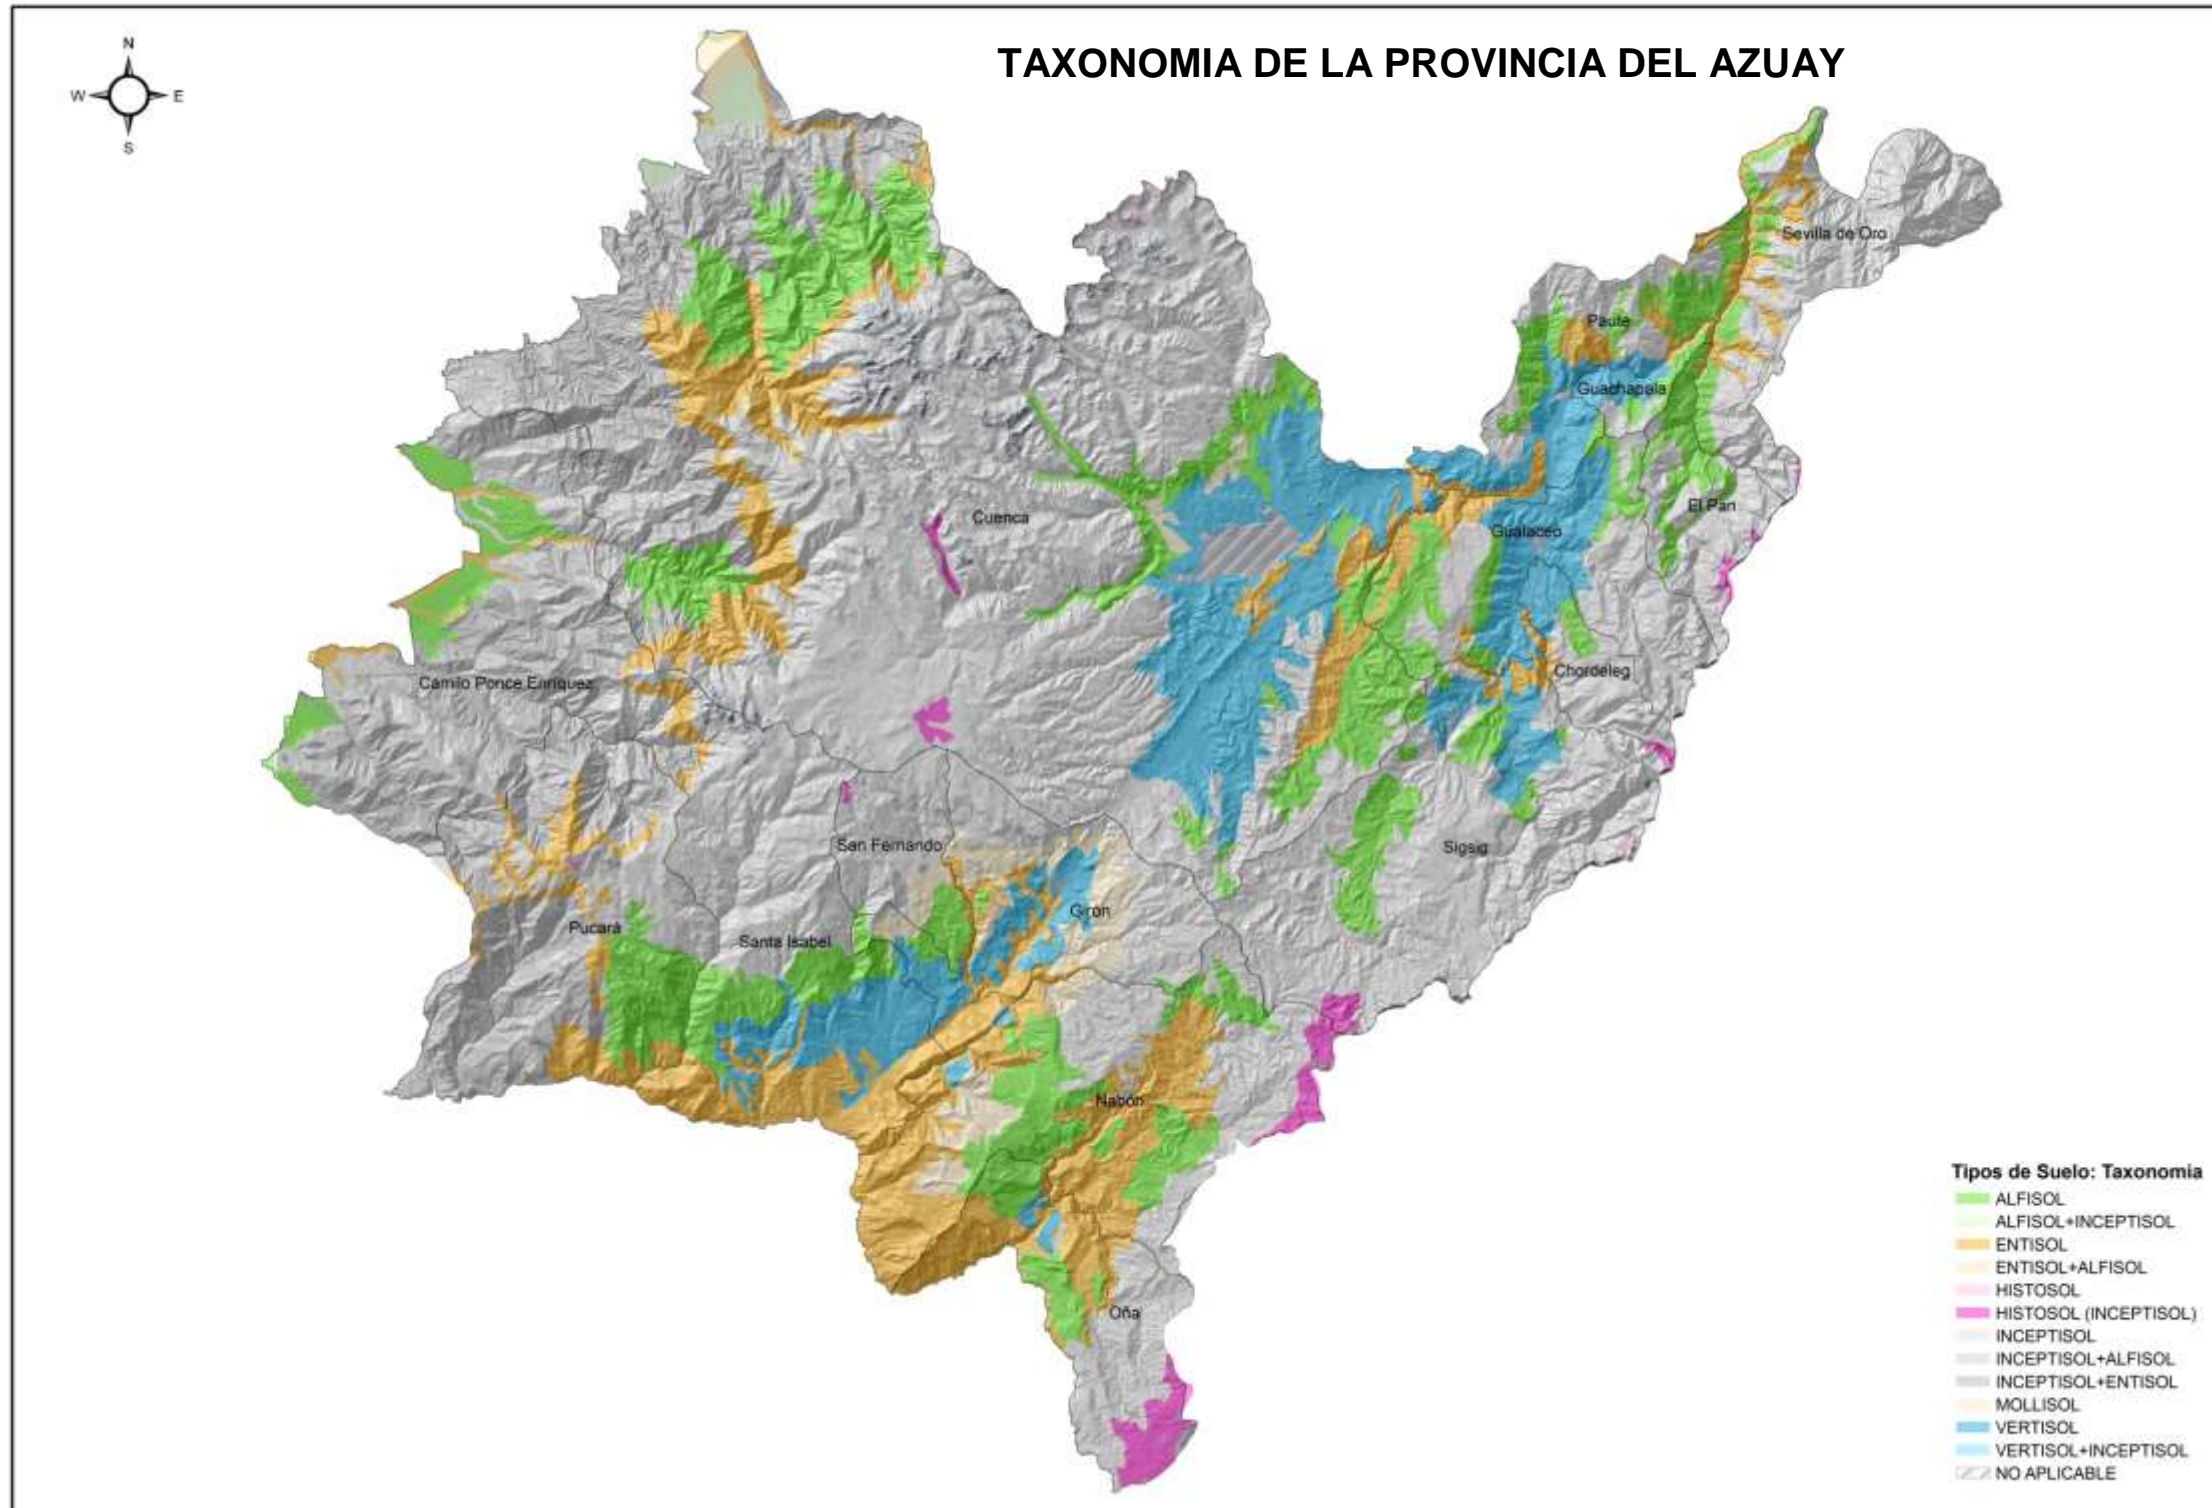 TAXONOMIA DE LA PROVINCIA DEL AZUAY
N
W E
S
Sevilla de Oro
Paute
Guachapala
El Pan
Cuenca
Gualaceo
Chordeleg
Camilo Ponce Enriquez
San Fernando
Sigsig
Giron
Pucará
Santa Isabel
Nabón
Oña
Tipos de Suelo: Taxonomia
ALFISOL
ALFISOL+INCEPTISOL
ENTISOL
ENTISOL+ALFISOL
HISTOSOL
HISTOSOL (INCEPTISOL)
INCEPTISOL
INCEPTISOL+ALFISOL
INCEPTISOL+ENTISOL
MOLLISOL
VERTISOL
VERTISOL+INCEPTISOL
NO APLICABLE